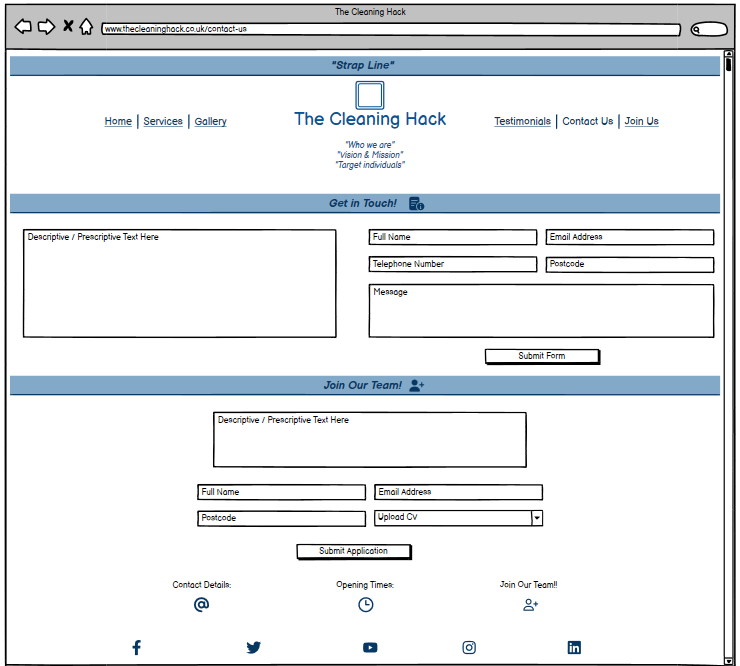 The Cleaning Hack
www.thecleaninghack.co.uk/contact-us
"Strap Line"
Home | Services | Gallery
The Cleaning Hack
Testimonials | Contact Us | Join Us
"Who we are"
"Vision & Mission"
"Target individuals"
Get in Touch!
Descriptive / Prescriptive Text Here
Full Name
Email Address
Telephone Number
Postcode
Message
Submit Form
Join Our Team!
Descriptive / Prescriptive Text Here
Full Name
Email Address
Postcode
Upload CV
Submit Application
Contact Details:
Opening Times:
Join Our Team!!